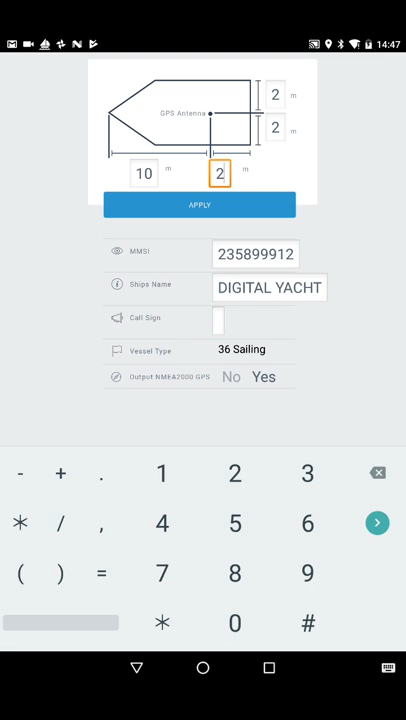 14:47
2 m
GPS Antenna
2 m
10 m 2 m
APPLY
MMSI 235899912
Ships Name DIGITAL YACHT
Call Sign
Vessel Type 36 Sailing
Output NMEA2000 GPS No Yes
- + . 1 2 3
* / , 4 5 6
( ) = 7 8 9
* 0 #